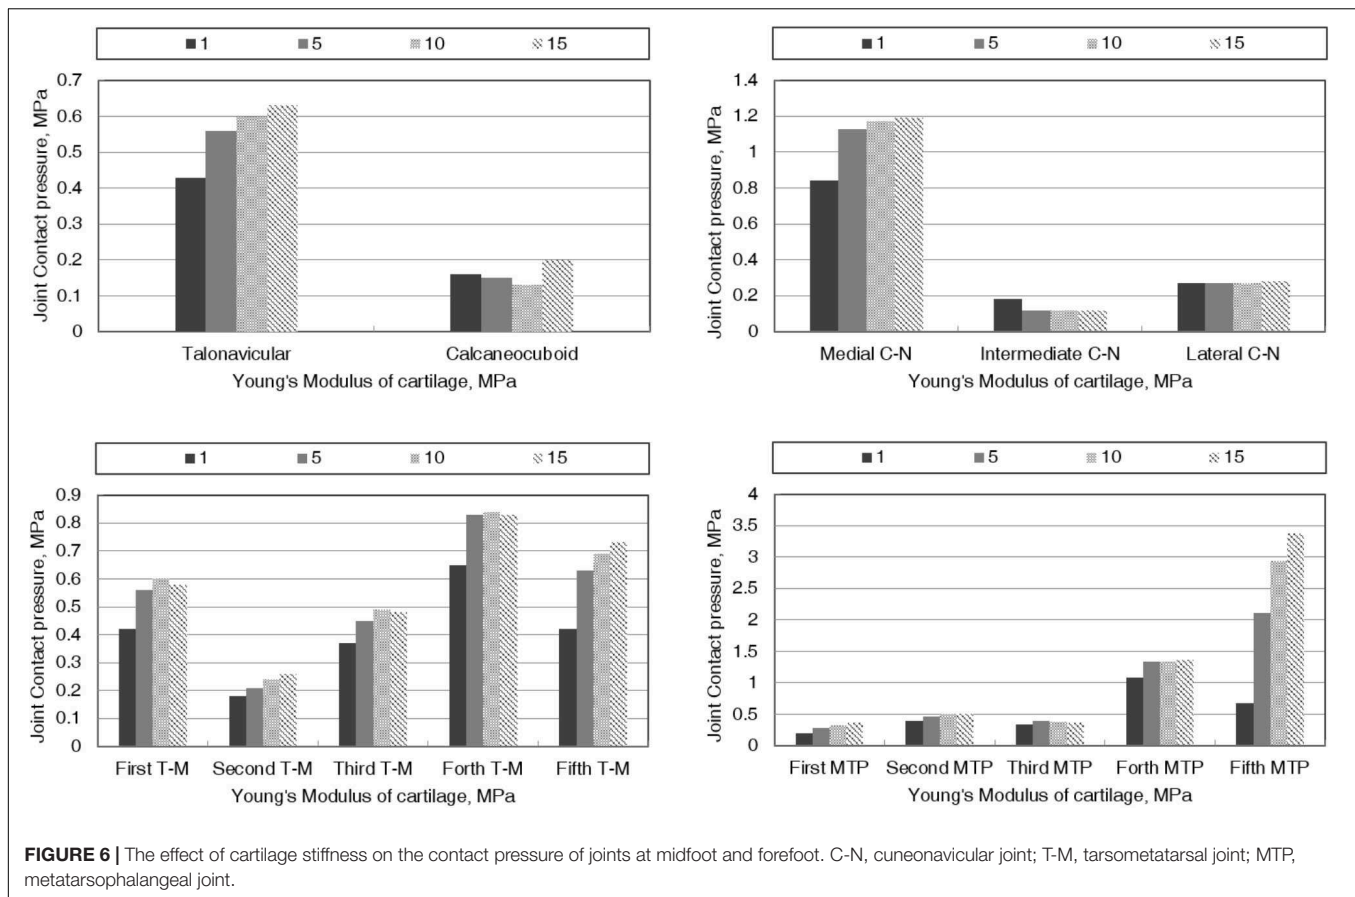 1 5 10 15
Joint Contact pressure, MPa
0.7
0.6
0.5
0.4
0.3
0.2
0.1
0
Talonavicular Calcaneocuboid
Young's Modulus of cartilage, MPa
1 5 10 15
Joint Contact pressure, MPa
1.4
1.2
1
0.8
0.6
0.4
0.2
0
Medial C-N Intermediate C-N Lateral C-N
Young's Modulus of cartilage, MPa
1 5 10 15
Joint Contact pressure, MPa
0.9
0.8
0.7
0.6
0.5
0.4
0.3
0.2
0.1
0
First T-M Second T-M Third T-M Forth T-M Fifth T-M
Young's Modulus of cartilage, MPa
1 5 10 15
Joint Contact pressure, MPa
4
3.5
3
2.5
2
1.5
1
0.5
0
First MTP Second MTP Third MTP Forth MTP Fifth MTP
Young's Modulus of cartilage, MPa
FIGURE 6 | The effect of cartilage stiffness on the contact pressure of joints at midfoot and forefoot. C-N, cuneonavicular joint; T-M, tarsometatarsal joint; MTP,
metatarsophalangeal joint.